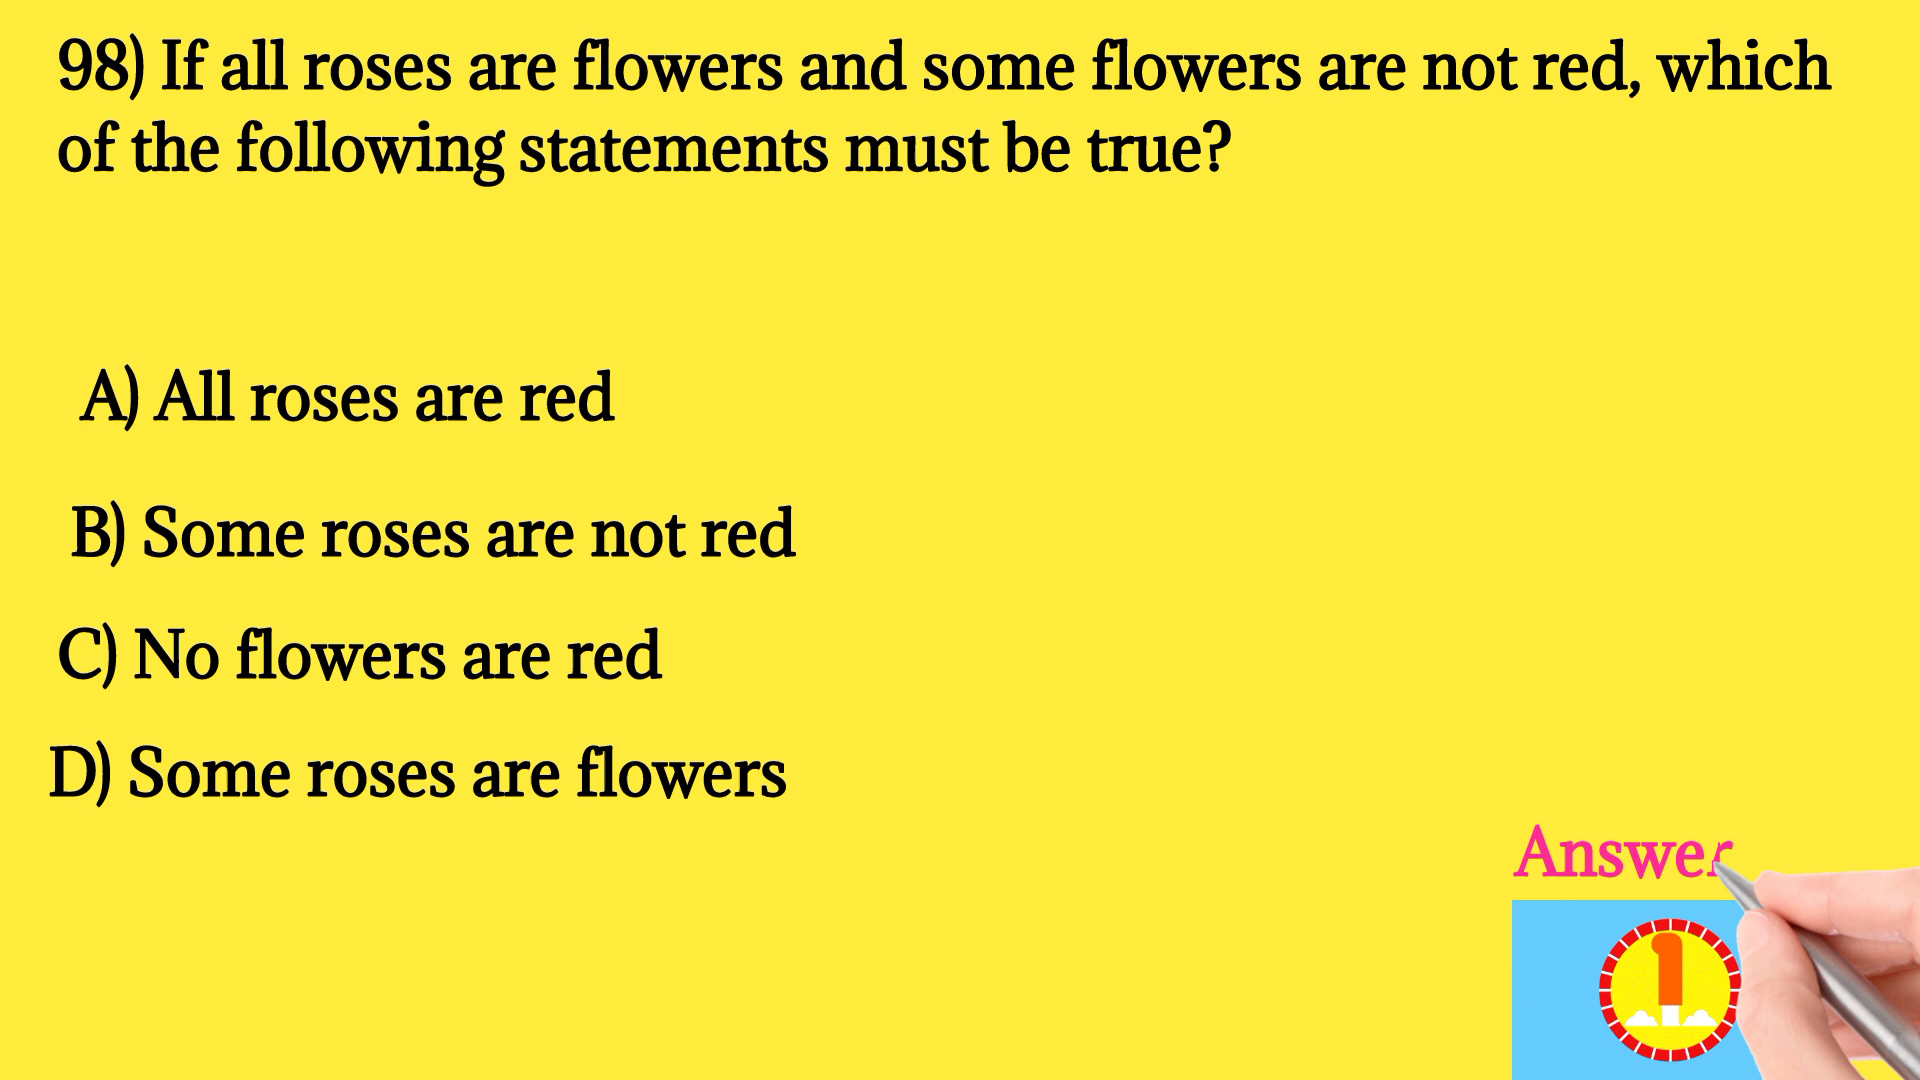 98) If all roses are flowers and some flowers are not red, which
of the following statements must be true?
A) All roses are red
B) Some roses are not red
C) No flowers are red
D) Some roses are flowers
Answer
1